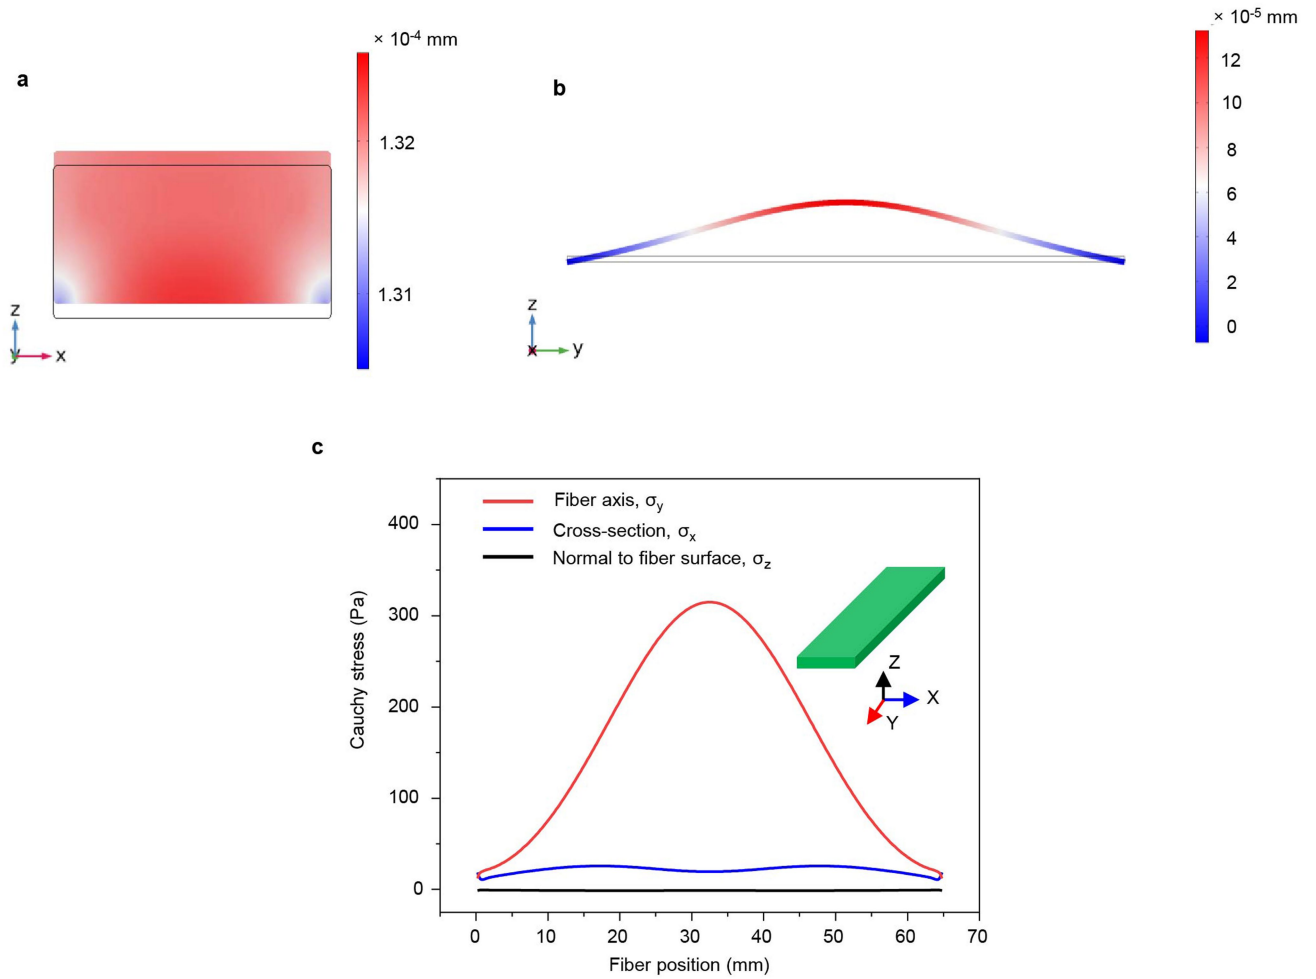 a
× 10⁻⁴ mm
1.32
1.31
z
y
x
b
× 10⁻⁵ mm
12
10
8
6
4
2
0
z
x
y
c
Fiber axis, σy
Cross-section, σx
Normal to fiber surface, σz
Cauchy stress (Pa)
400
300
200
100
0
Z
X
Y
0 10 20 30 40 50 60 70
Fiber position (mm)